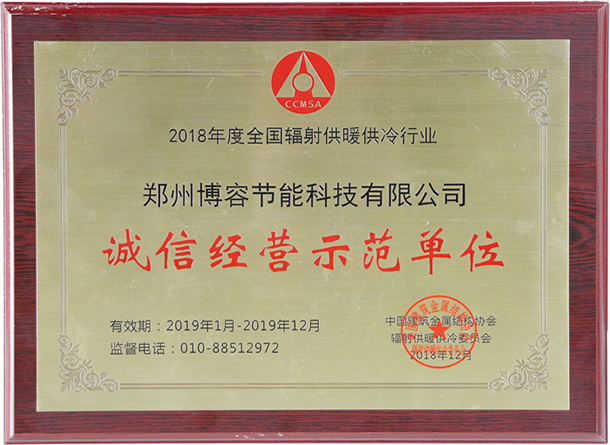 CCMSA
2018年度全国辐射供暖供冷行业
郑州博容节能科技有限公司
诚信经营示范单位
有效期：2019年1月-2019年12月
监督电话：010-88512972
中国建筑金属结构协会
辐射供暖供冷委员会
2018年12月